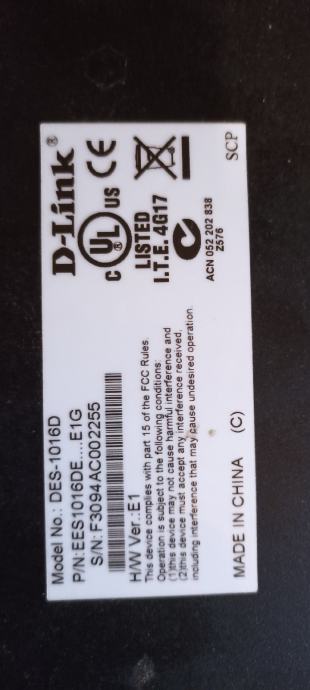 Model No.: DES-1016D
P/N: EES1016DE.....E1G
S/N: F3094AC002255
H/W Ver.:E1
This device complies with part 15 of the FCC Rules.
Operation is subject to the following conditions:
(1)this device may not cause harmful interference and
(2)this device must accept any interference received,
including interference that may cause undesired operation.
MADE IN CHINA (C)
D-Link®
C UL® US CE
LISTED
I.T.E. 4G17
ACN 052 202 838
Z576
SCP